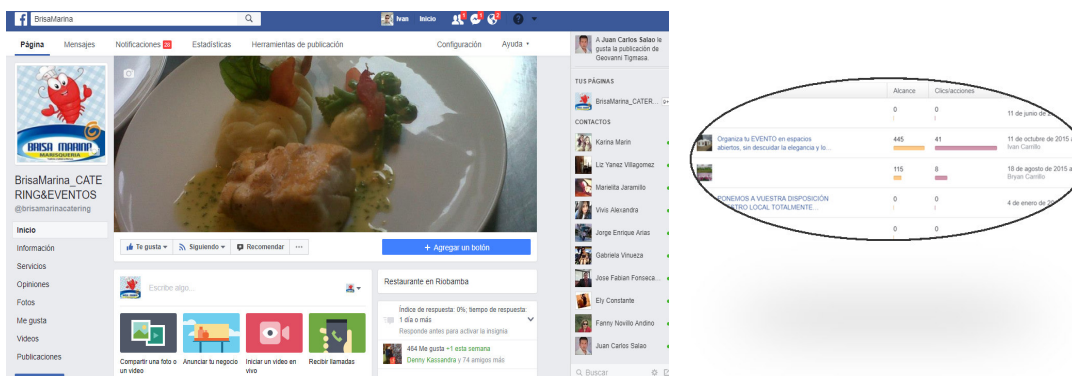 BrisaMarina
Ivan Inicio 1 1 2
Página Mensajes Notificaciones 28 Estadísticas Herramientas de publicación Configuración Ayuda
BRISA MARINA
MARISQUERIA
BrisaMarina_CATE
RING&EVENTOS
@brisamarinacatering
Inicio
Información
Servicios
Opiniones
Fotos
Me gusta
Videos
Publicaciones
Te gusta Siguiendo Recomendar ...
+ Agregar un botón
Escribe algo...
Compartir una foto o
un video
Anunciar tu negocio
Iniciar un video en
vivo
Recibir llamadas
Restaurante en Riobamba
Índice de respuesta: 0%; tiempo de respuesta:
1 día o más
Responde antes para activar la insignia
464 Me gusta +1 esta semana
Denny Kassandra y 74 amigos más
A Juan Carlos Salao le
gusta la publicación de
Geovanni Tigmasa.
TUS PÁGINAS
BrisaMarina_CATER...
CONTACTOS
Karina Marin
Liz Yanez Villagomez
Marielita Jaramillo
Vivis Alexandra
Jorge Enrique Arias
Gabriela Vinueza
Jose Fabian Fonseca...
Ely Constante
Fanny Novillo Andino
Juan Carlos Salao
Buscar
Alcance Clics/acciones
0 0 11 de junio de
Organiza tu EVENTO en espacios
abiertos, sin descuidar la elegancia y lo...
445 41 11 de octubre de 2015 a
Ivan Carrillo
115 8 18 de agosto de 2015 a
Bryan Carrillo
PONEMOS A VUESTRA DISPOSICIÓN
LOCAL TOTALMENTE...
0 0 4 de enero de
0 0